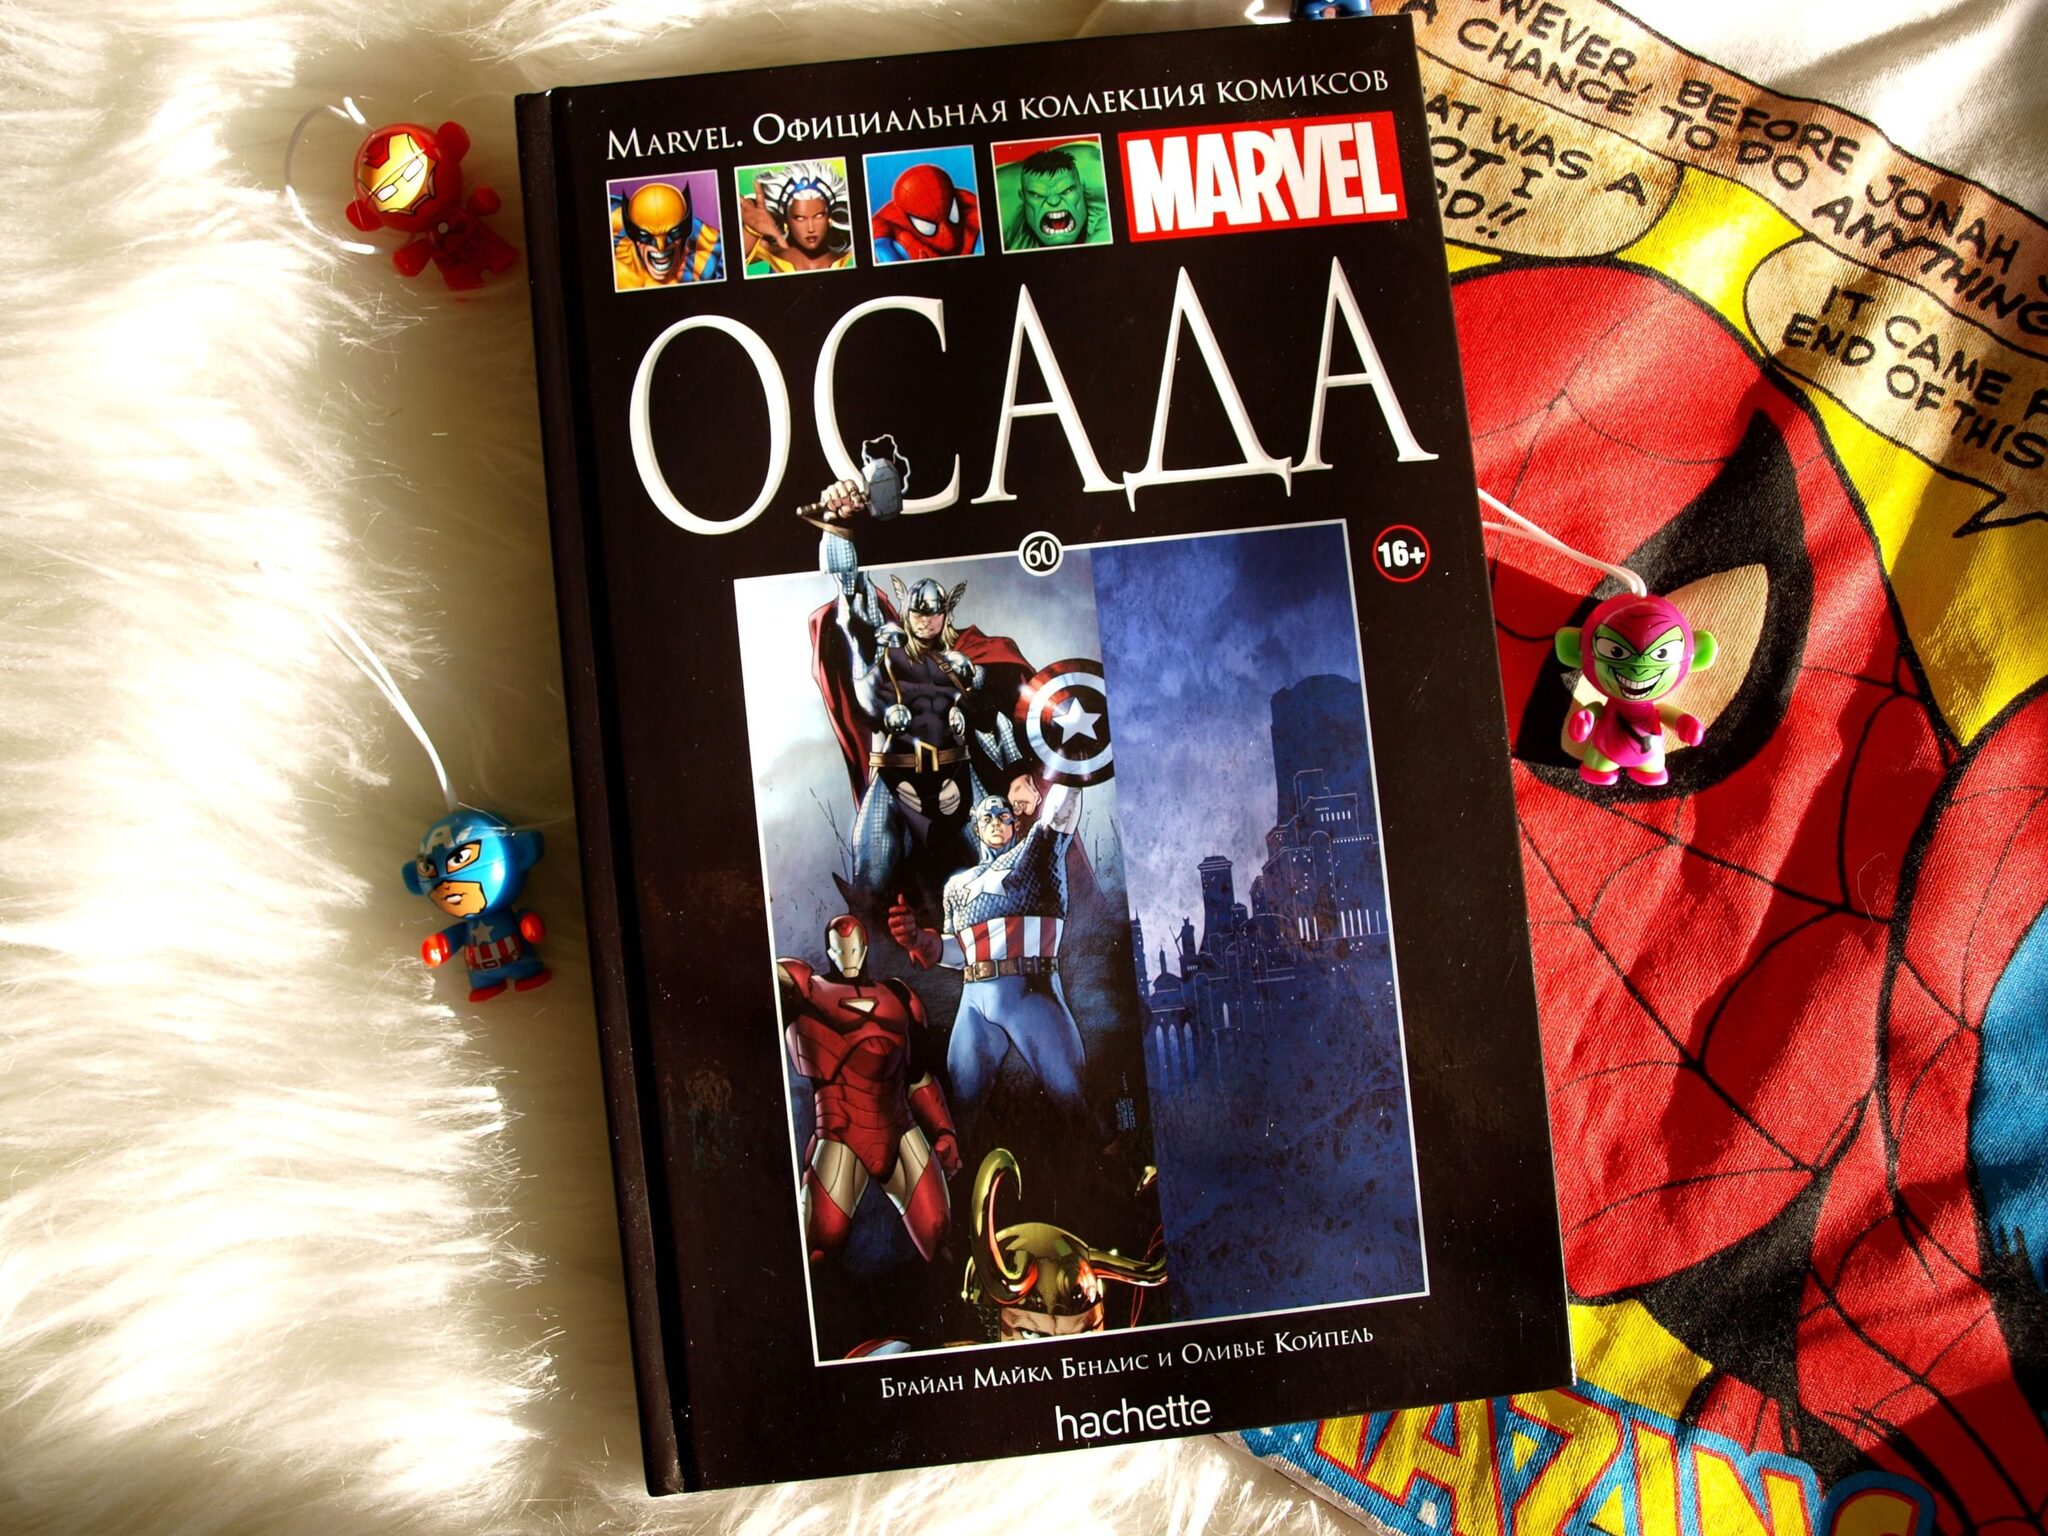 Marvel. Официальная коллекция комиксов
MARVEL
ОСАДА
60
16+
Брайан Майкл Бендис и Оливье Койпель
hachette
BEFORE JONAH
A CHANCE TO DO ANYTHING
WAS A
I
IT CAME
END OF THIS